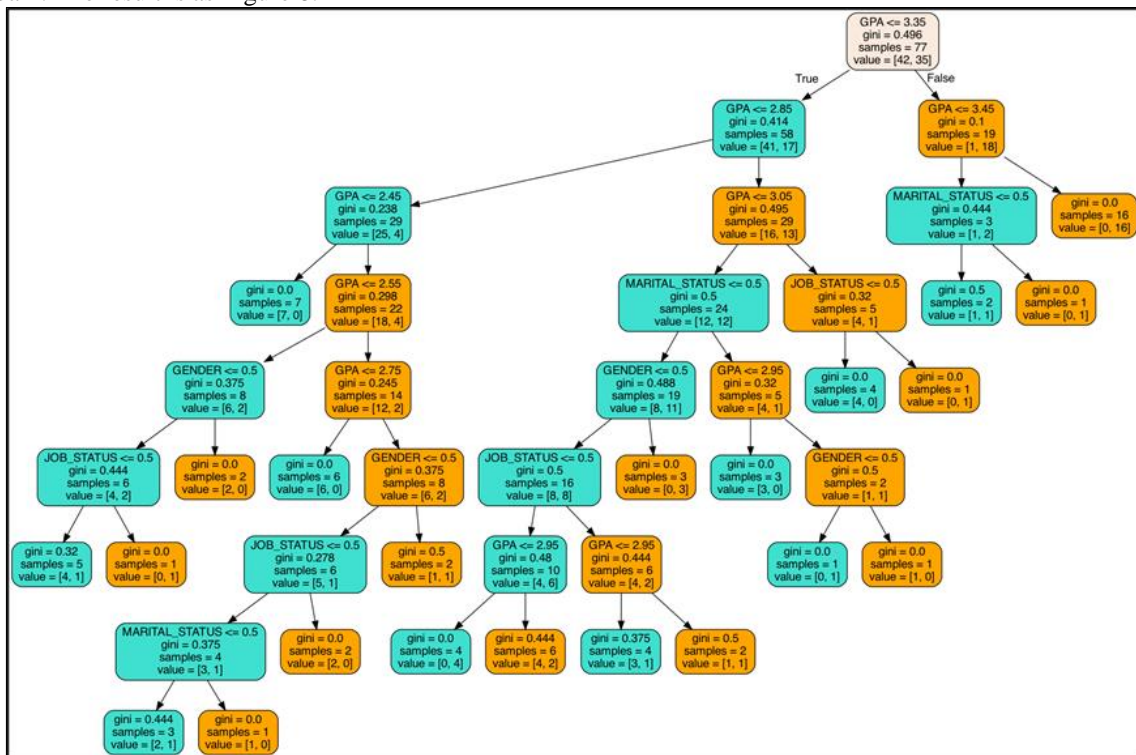 results as Figure
GPA <= 3.35
gini = 0.496
samples = 77
value = [42, 35]
True
False
GPA <= 2.85
gini = 0.414
samples = 58
value = [41, 17]
GPA <= 3.45
gini = 0.1
samples = 19
value = [1, 18]
GPA <= 2.45
gini = 0.238
samples = 29
value = [25, 4]
GPA <= 3.05
gini = 0.495
samples = 29
value = [16, 13]
MARITAL_STATUS <= 0.5
gini = 0.444
samples = 3
value = [1, 2]
gini = 0.0
samples = 16
value = [0, 16]
gini = 0.0
samples = 7
value = [7, 0]
GPA <= 2.55
gini = 0.298
samples = 22
value = [18, 4]
MARITAL_STATUS <= 0.5
gini = 0.5
samples = 24
value = [12, 12]
JOB_STATUS <= 0.5
gini = 0.32
samples = 5
value = [4, 1]
gini = 0.5
samples = 2
value = [1, 1]
gini = 0.0
samples = 1
value = [0, 1]
GENDER <= 0.5
gini = 0.375
samples = 8
value = [6, 2]
GPA <= 2.75
gini = 0.245
samples = 14
value = [12, 2]
GENDER <= 0.5
gini = 0.488
samples = 19
value = [8, 11]
GPA <= 2.95
gini = 0.32
samples = 5
value = [4, 1]
gini = 0.0
samples = 4
value = [4, 0]
gini = 0.0
samples = 1
value = [0, 1]
JOB_STATUS <= 0.5
gini = 0.444
samples = 6
value = [4, 2]
gini = 0.0
samples = 2
value = [2, 0]
gini = 0.0
samples = 6
value = [6, 0]
GENDER <= 0.5
gini = 0.375
samples = 8
value = [6, 2]
JOB_STATUS <= 0.5
gini = 0.5
samples = 16
value = [8, 8]
gini = 0.0
samples = 3
value = [0, 3]
gini = 0.0
samples = 3
value = [3, 0]
GENDER <= 0.5
gini = 0.5
samples = 2
value = [1, 1]
gini = 0.32
samples = 5
value = [4, 1]
gini = 0.0
samples = 1
value = [0, 1]
JOB_STATUS <= 0.5
gini = 0.278
samples = 6
value = [5, 1]
gini = 0.5
samples = 2
value = [1, 1]
GPA <= 2.95
gini = 0.48
samples = 10
value = [4, 6]
GPA <= 2.95
gini = 0.444
samples = 6
value = [4, 2]
gini = 0.0
samples = 1
value = [0, 1]
gini = 0.0
samples = 1
value = [1, 0]
MARITAL_STATUS <= 0.5
gini = 0.375
samples = 4
value = [3, 1]
gini = 0.0
samples = 2
value = [2, 0]
gini = 0.0
samples = 4
value = [0, 4]
gini = 0.444
samples = 6
value = [4, 2]
gini = 0.375
samples = 4
value = [3, 1]
gini = 0.5
samples = 2
value = [1, 1]
gini = 0.444
samples = 3
value = [2, 1]
gini = 0.0
samples = 1
value = [1, 0]